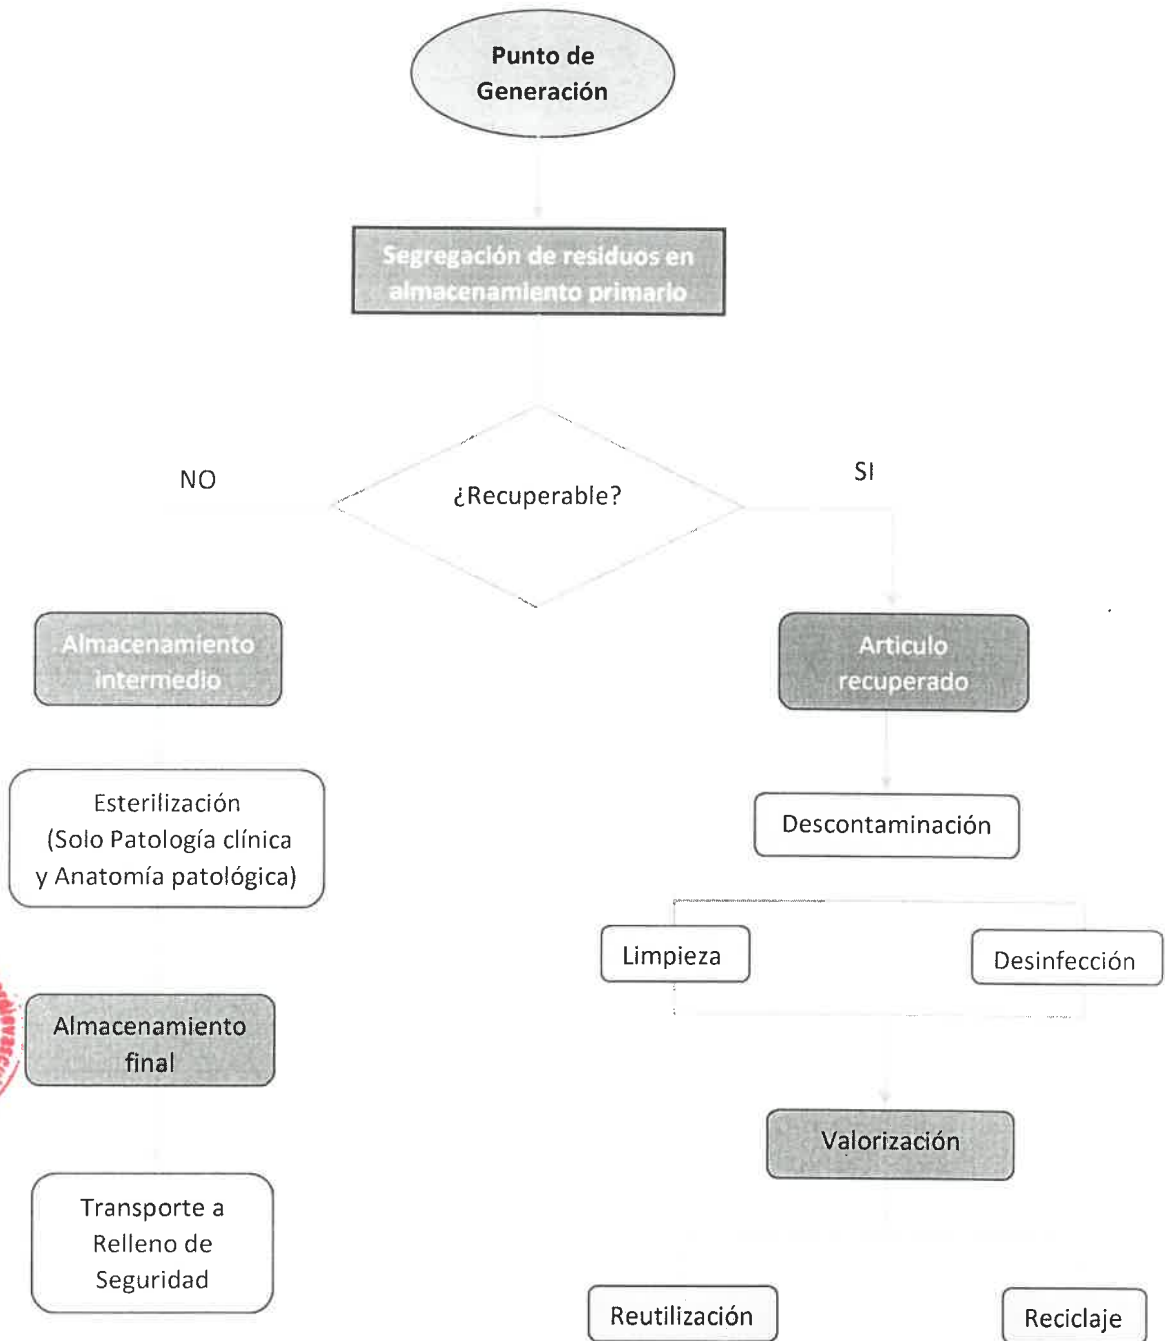 Punto de
Generación
Segregación de residuos en
almacenamiento primario
NO
¿Recuperable?
SI
Almacenamiento
intermedio
Articulo
recuperado
Esterilización
(Solo Patología clínica
y Anatomía patológica)
Descontaminación
Limpieza
Desinfección
Almacenamiento
final
Valorización
Transporte a
Relleno de
Seguridad
Reutilización
Reciclaje